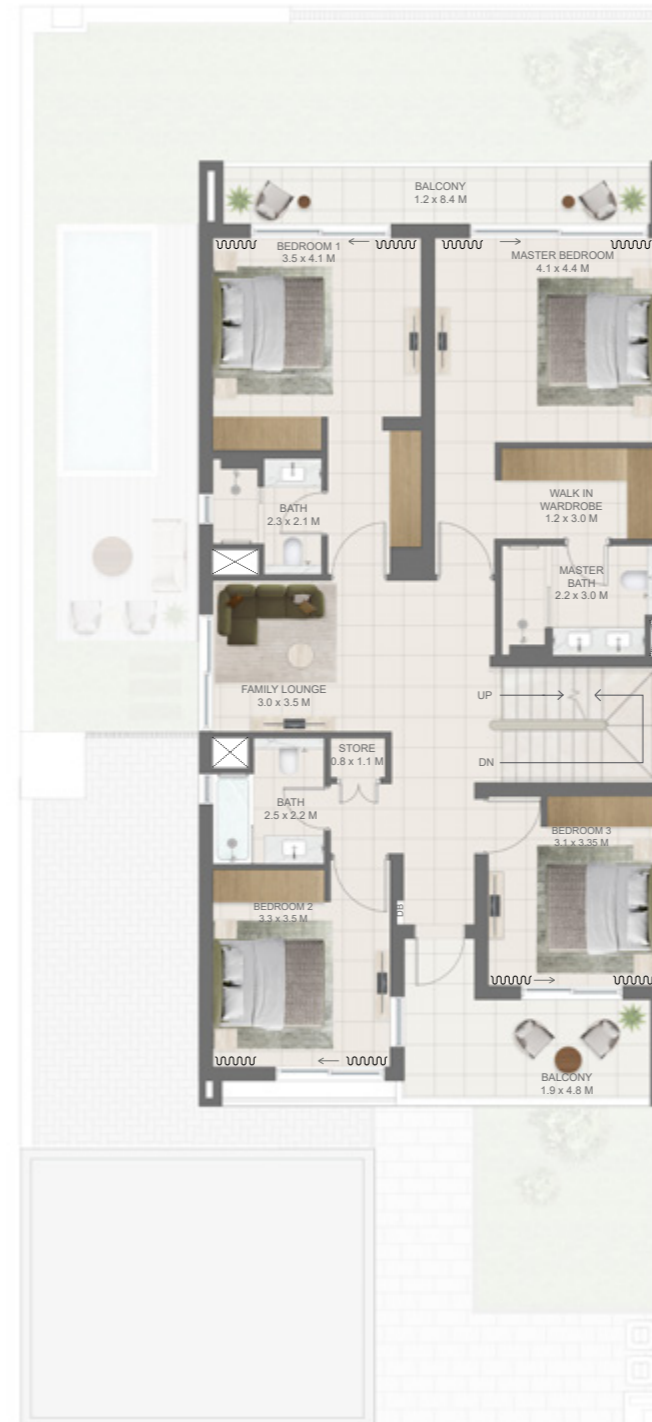 BALCONY
1.2 x 8.4 M
BEDROOM 1
3.5 x 4.1 M
MASTER BEDROOM
4.1 x 4.4 M
WALK IN
WARDROBE
1.2 x 3.0 M
BATH
2.3 x 2.1 M
MASTER
BATH
2.2 x 3.0 M
FAMILY LOUNGE
3.0 x 3.5 M
UP
STORE
0.8 x 1.1 M
DN
BATH
2.5 x 2.2 M
BEDROOM 3
3.1 x 3.35 M
BEDROOM 2
3.3 x 3.5 M
DB
BALCONY
1.9 x 4.8 M